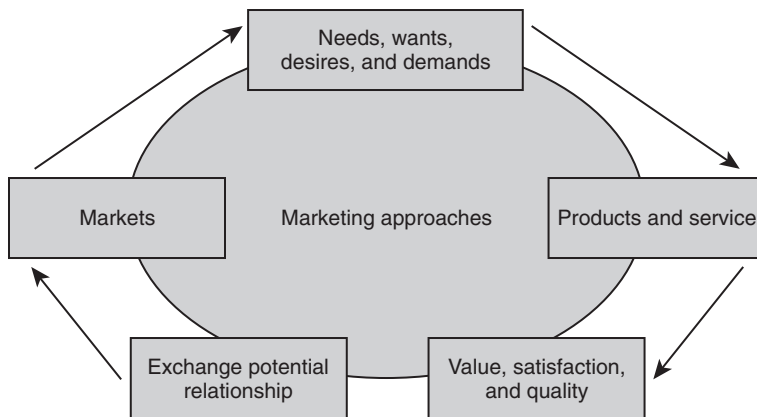 Needs, wants,
desires, and demands
Markets
Marketing approaches
Products and service
Exchange potential
relationship
Value, satisfaction,
and quality